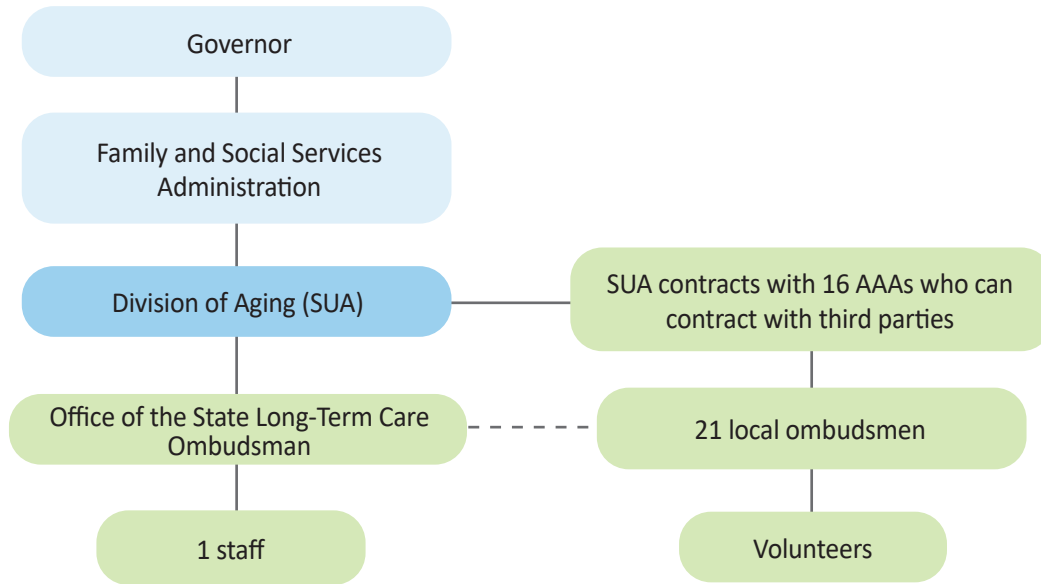 Governor
Family and Social Services
Administration
Division of Aging (SUA)
SUA contracts with 16 AAAs who can
contract with third parties
Office of the State Long-Term Care
Ombudsman
21 local ombudsmen
1 staff
Volunteers